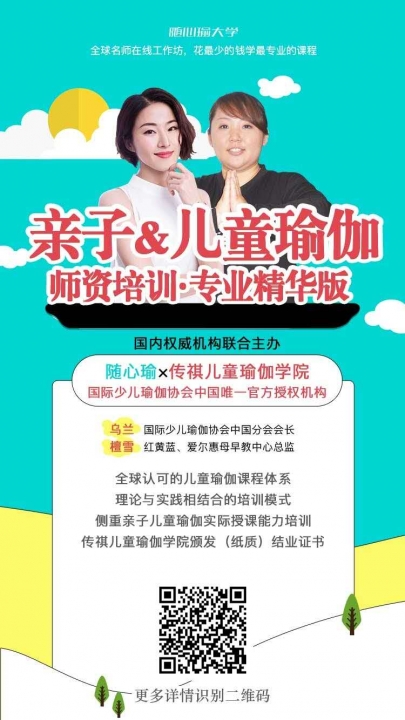 随心瑜大学
全球名师在线工作坊，花最少的钱学最专业的课程
亲子&儿童瑜伽
师资培训·专业精华版
国内权威机构联合主办
随心瑜×传祺儿童瑜伽学院
国际少儿瑜伽协会中国唯一官方授权机构
乌兰 国际少儿瑜伽协会中国分会会长
檀雪 红黄蓝、爱尔惠母早教中心总监
全球认可的儿童瑜伽课程体系
理论与实践相结合的培训模式
侧重亲子儿童瑜伽实际授课能力培训
传祺儿童瑜伽学院颁发（纸质）结业证书
更多详情识别二维码